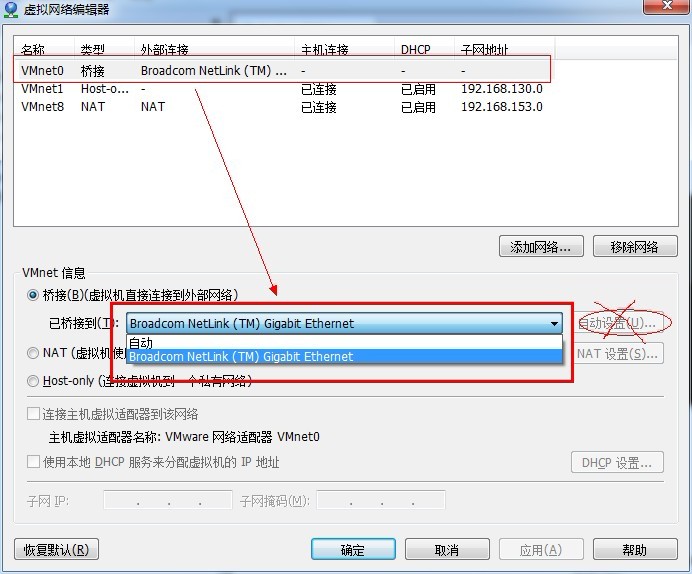 虚拟网络编辑器
名称 类型 外部连接 主机连接 DHCP 子网地址
VMnet0 桥接 Broadcom NetLink (TM) ... - - -
VMnet1 Host-o... - 已连接 已启用 192.168.130.0
VMnet8 NAT NAT 已连接 已启用 192.168.153.0
添加网络... 移除网络
VMnet 信息
桥接(B)(虚拟机直接连接到外部网络)
已桥接到(T): Broadcom NetLink (TM) Gigabit Ethernet 自动设置(U)...
自动
Broadcom NetLink (TM) Gigabit Ethernet
NAT (虚拟机使 NAT 设置(S)...
Host-only (连接虚拟机到一个私有网络)
连接主机虚拟适配器到该网络
主机虚拟适配器名称: VMware 网络适配器 VMnet0
使用本地 DHCP 服务来分配虚拟机的 IP 地址 DHCP 设置...
子网 IP: . . . 子网掩码(M): . . .
恢复默认(R) 确定 取消 应用(A) 帮助